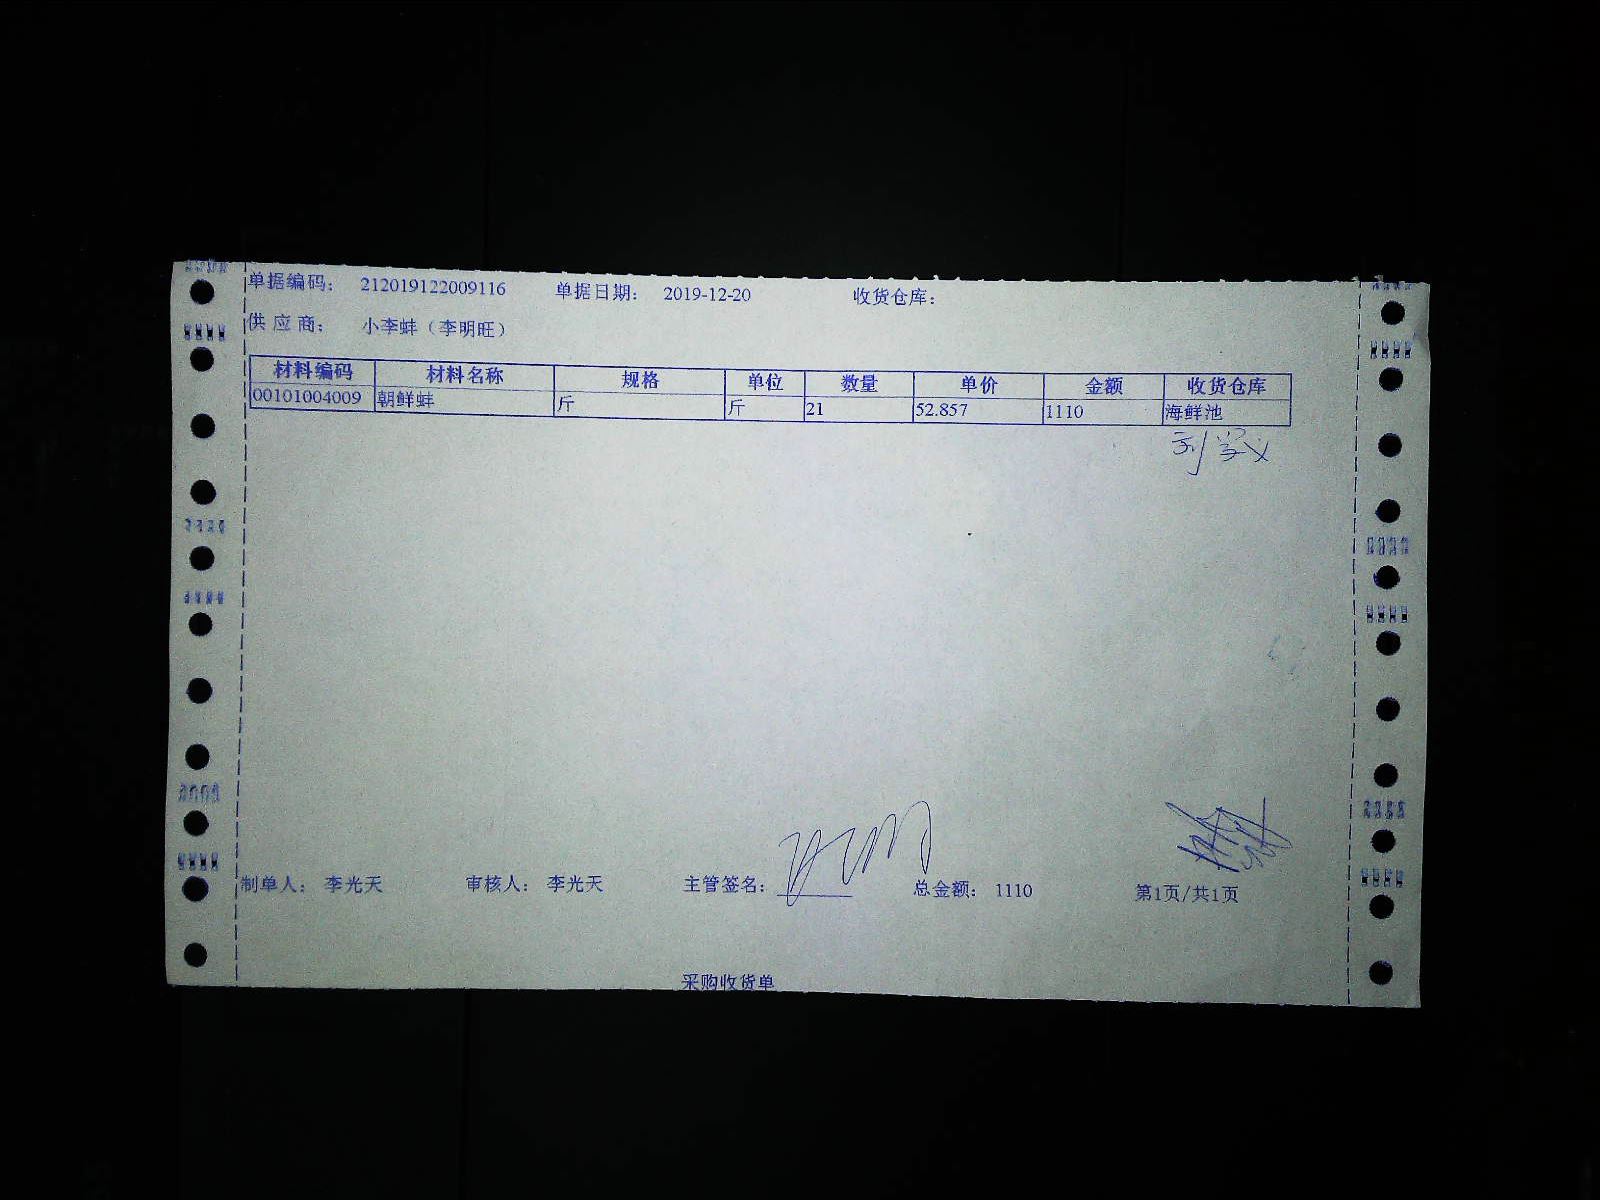 单据编码： 212019122009116 单据日期： 2019-12-20 收货仓库：
供 应 商： 小李蚌（李明旺）
材料编码 材料名称 规格 单位 数量 单价 金额 收货仓库
00101004009 朝鲜蚌 斤 斤 21 52.857 1110 海鲜池
制单人： 李光天 审核人： 李光天 主管签名： 总金额： 1110 第1页/共1页
采购收货单